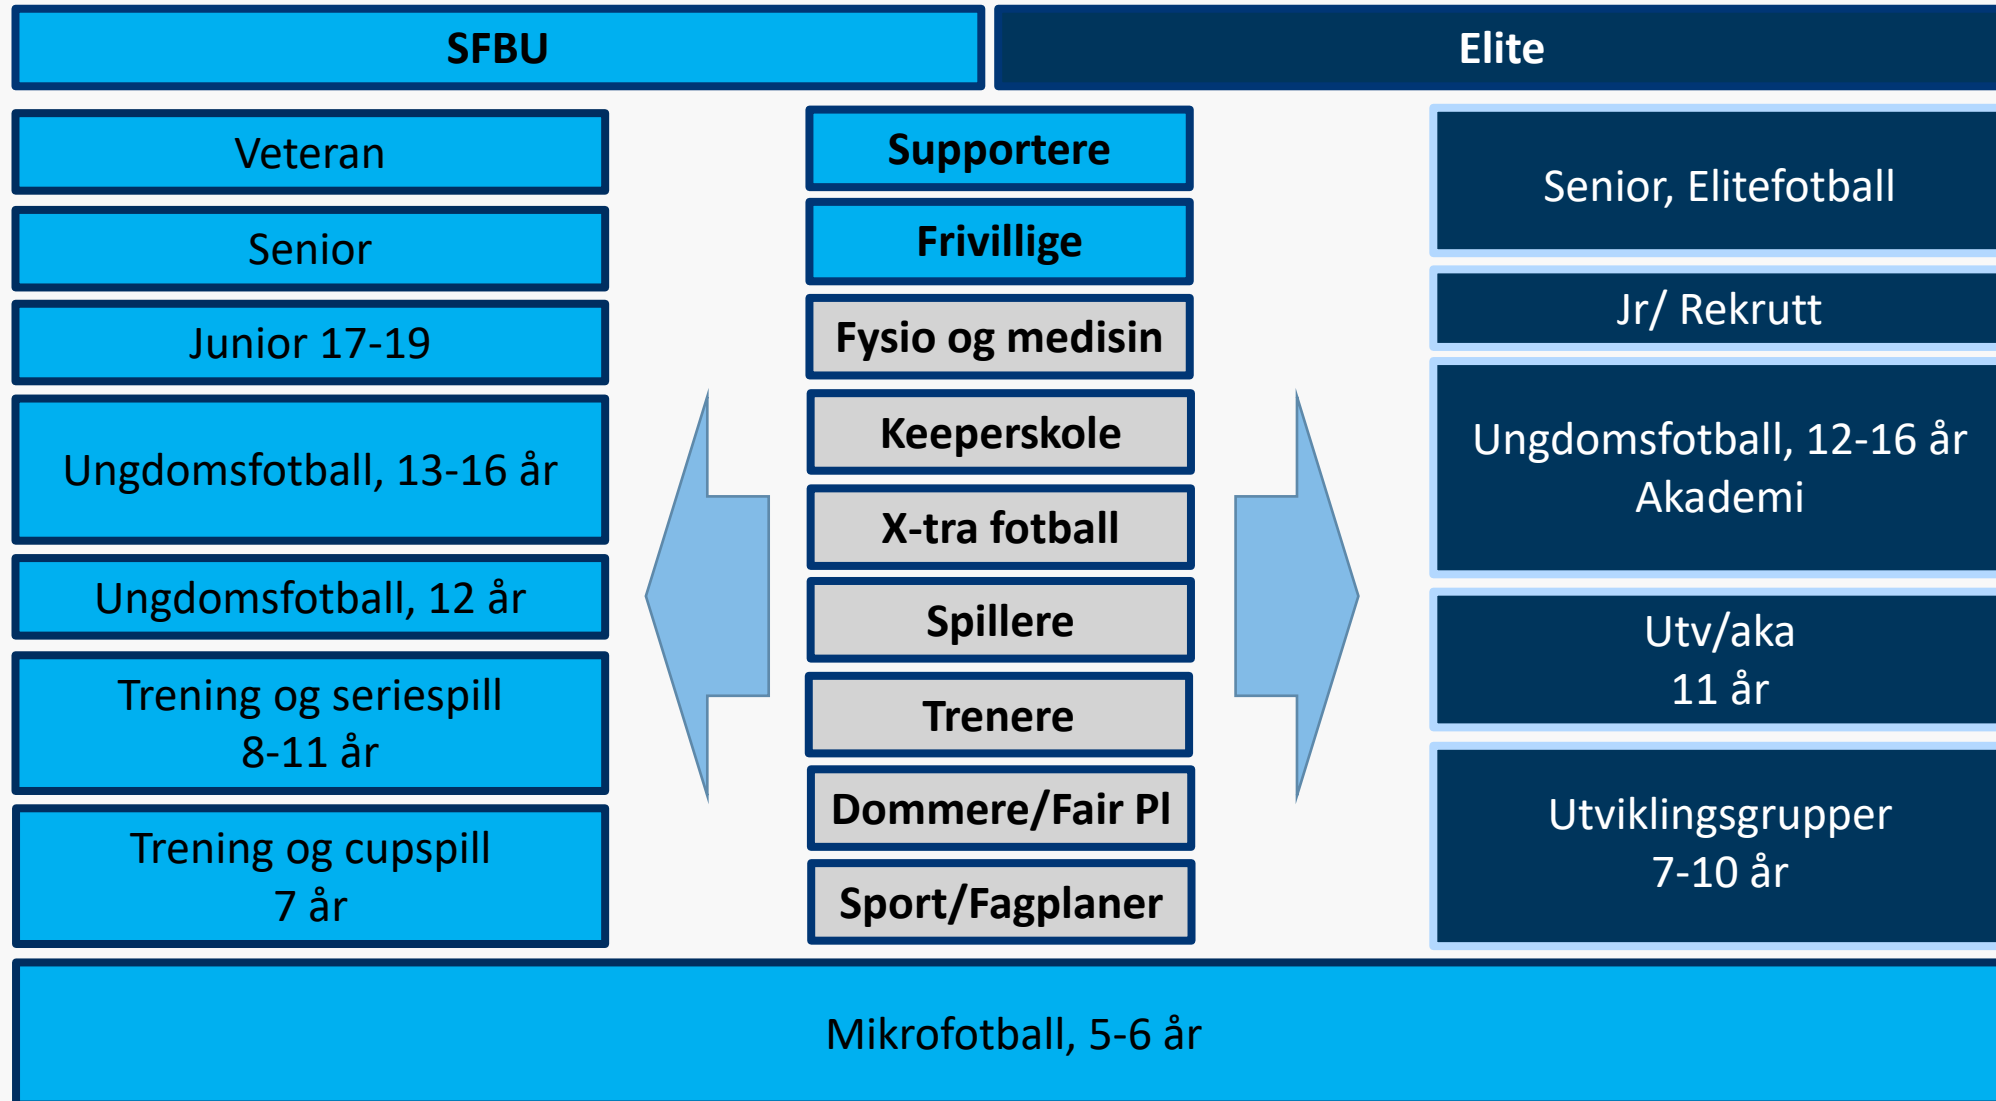 SFBU
Elite
Veteran
Senior
Junior 17-19
Ungdomsfotball, 13-16 år
Ungdomsfotball, 12 år
Trening og seriespill
8-11 år
Trening og cupspill
7 år
Supportere
Frivillige
Fysio og medisin
Keeperskole
X-tra fotball
Spillere
Trenere
Dommere/Fair Pl
Sport/Fagplaner
Senior, Elitefotball
Jr/ Rekrutt
Ungdomsfotball, 12-16 år
Akademi
Utv/aka
11 år
Utviklingsgrupper
7-10 år
Mikrofotball, 5-6 år